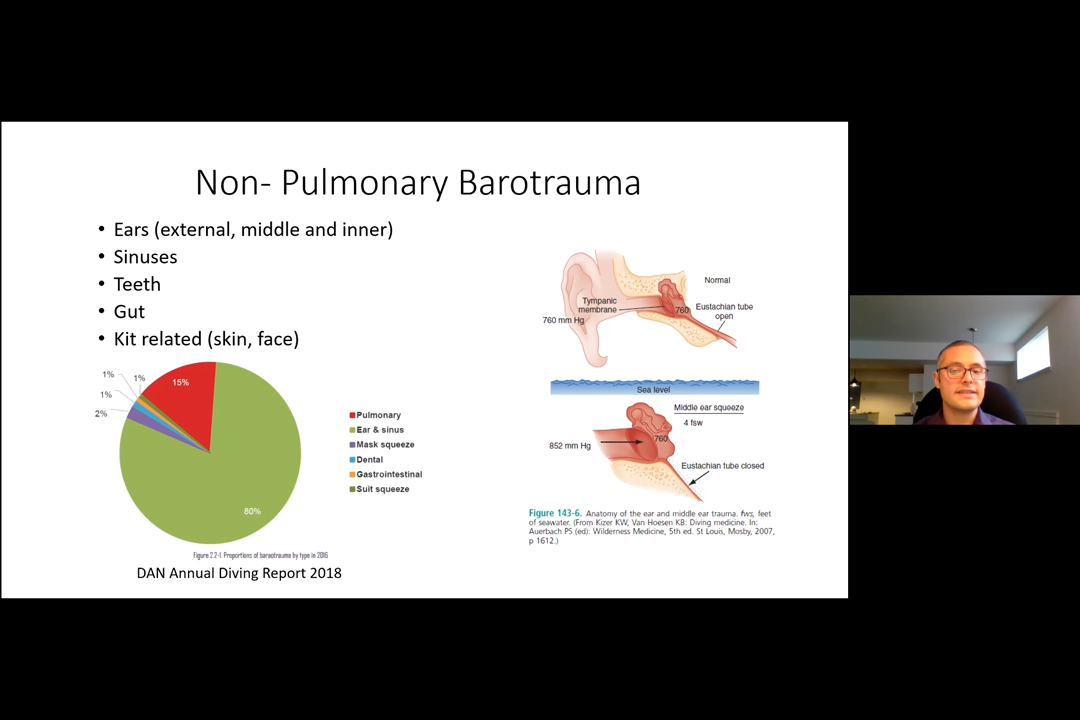 Non- Pulmonary Barotrauma
• Ears (external, middle and inner)
• Sinuses
• Teeth
• Gut
• Kit related (skin, face)
1%
1%
1%
2%
15%
80%
Pulmonary
Ear & sinus
Mask squeeze
Dental
Gastrointestinal
Suit squeeze
Figure 2.2-1. Proportions of barotrauma by type in 2016
DAN Annual Diving Report 2018
Normal
Tympanic
membrane
760
Eustachian tube
open
760 mm Hg
Sea level
Middle ear squeeze
4 fsw
760
852 mm Hg
Eustachian tube closed
Figure 143-6. Anatomy of the ear and middle ear trauma. fws, feet
of seawater. (From Kizer KW, Van Hoesen KB: Diving medicine. In:
Auerbach PS (ed): Wilderness Medicine, 5th ed. St Louis, Mosby, 2007,
p 1612.)